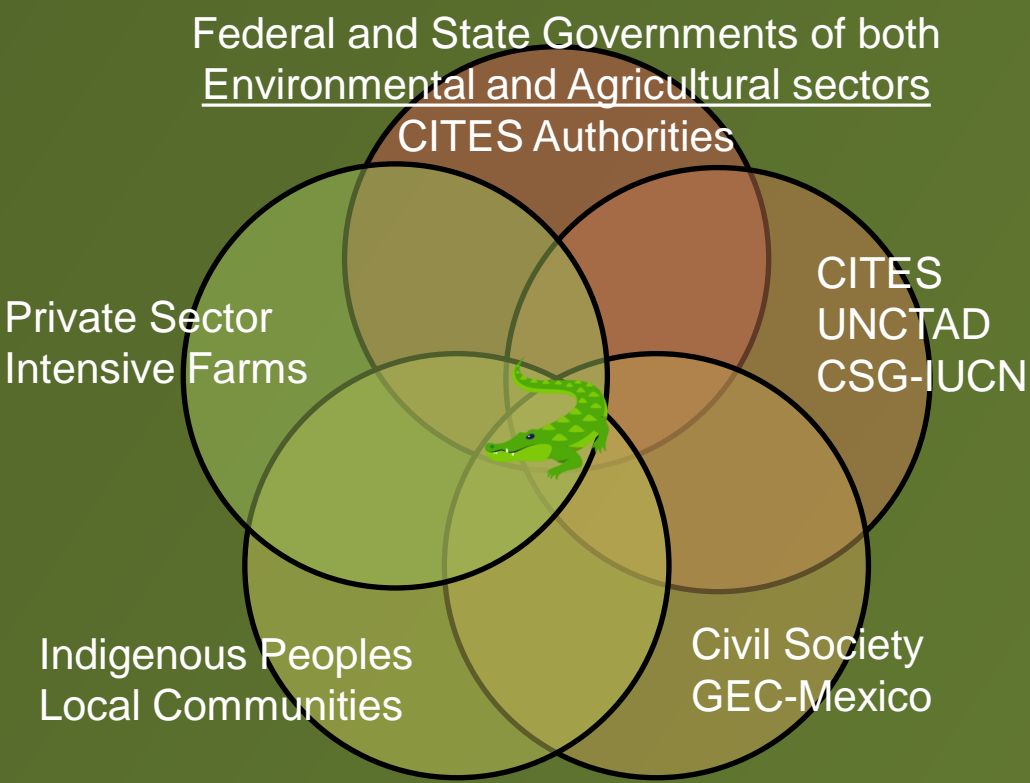 Federal and State Governments of both
Environmental and Agricultural sectors
CITES Authorities
CITES
UNCTAD
CSG-IUCN
Private Sector
Intensive Farms
Indigenous Peoples
Local Communities
Civil Society
GEC-Mexico